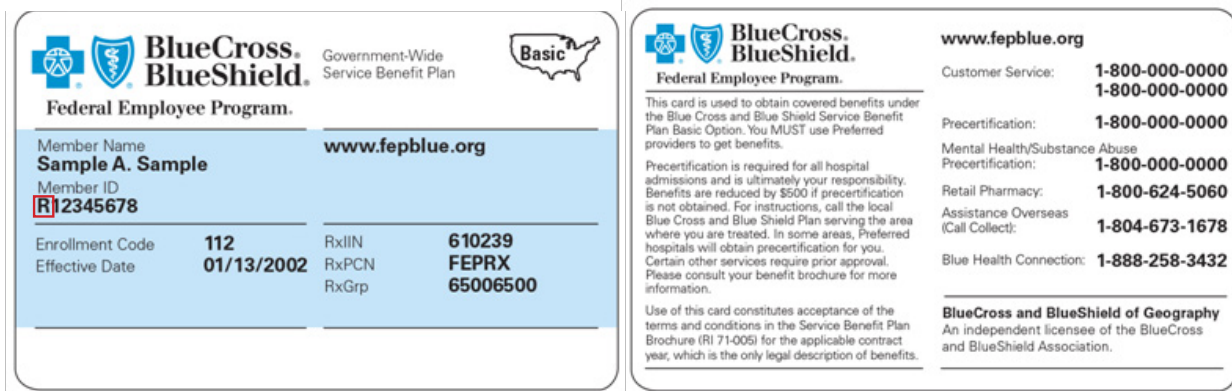 BlueCross®
BlueShield®
Federal Employee Program®
Government-Wide
Service Benefit Plan
Basic
Member Name
Sample A. Sample
www.fepblue.org
Member ID
R12345678
Enrollment Code 112
Effective Date 01/13/2002
RxIIN 610239
RxPCN FEPRX
RxGrp 65006500
BlueCross®
BlueShield®
Federal Employee Program®
This card is used to obtain covered benefits under
the Blue Cross and Blue Shield Service Benefit
Plan Basic Option. You MUST use Preferred
providers to get benefits.
Precertification is required for all hospital
admissions and is ultimately your responsibility.
Benefits are reduced by $500 if precertification
is not obtained. For instructions, call the local
Blue Cross and Blue Shield Plan serving the area
where you are treated. In some areas, Preferred
hospitals will obtain precertification for you.
Certain other services require prior approval.
Please consult your benefit brochure for more
information.
Use of this card constitutes acceptance of the
terms and conditions in the Service Benefit Plan
Brochure (RI 71-005) for the applicable contract
year, which is the only legal description of benefits.
www.fepblue.org
Customer Service: 1-800-000-0000
1-800-000-0000
Precertification: 1-800-000-0000
Mental Health/Substance Abuse
Precertification: 1-800-000-0000
Retail Pharmacy: 1-800-624-5060
Assistance Overseas
(Call Collect): 1-804-673-1678
Blue Health Connection: 1-888-258-3432
BlueCross and BlueShield of Geography
An independent licensee of the BlueCross
and BlueShield Association.